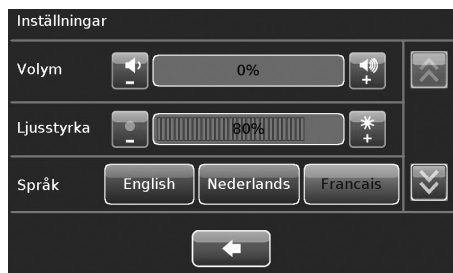 Inställningar
Volym - 0% +
Ljusstyrka - 80% +
Språk English Nederlands Francais